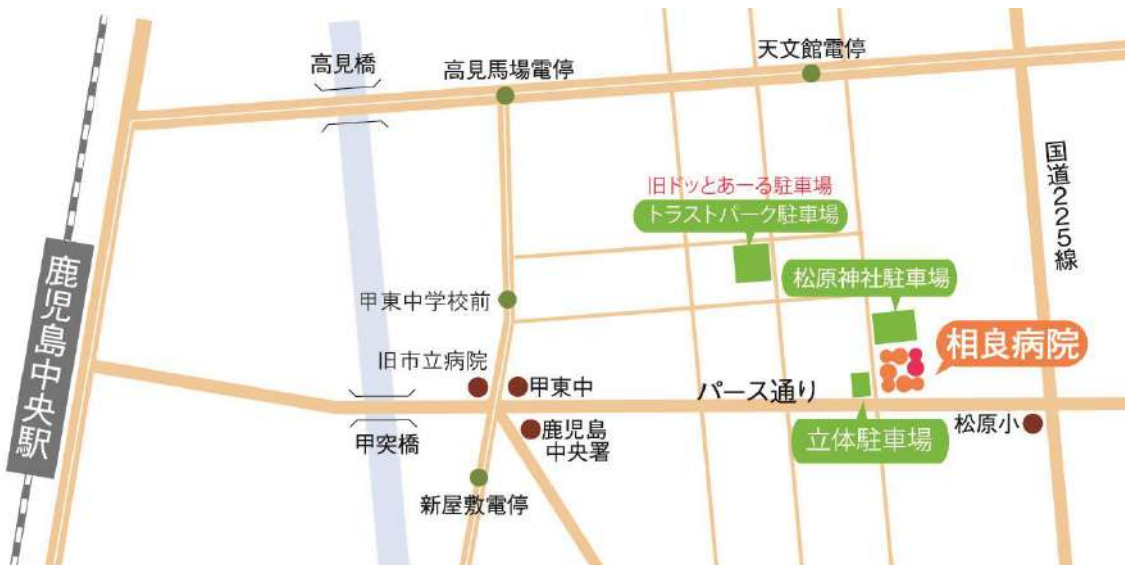 高見橋
高見馬場電停
天文館電停
国道225線
旧ドッとあーる駐車場
トラストパーク駐車場
鹿児島中央駅
松原神社駐車場
甲東中学校前
相良病院
旧市立病院
甲東中
パース通り
甲突橋
鹿児島
中央署
立体駐車場
松原小
新屋敷電停